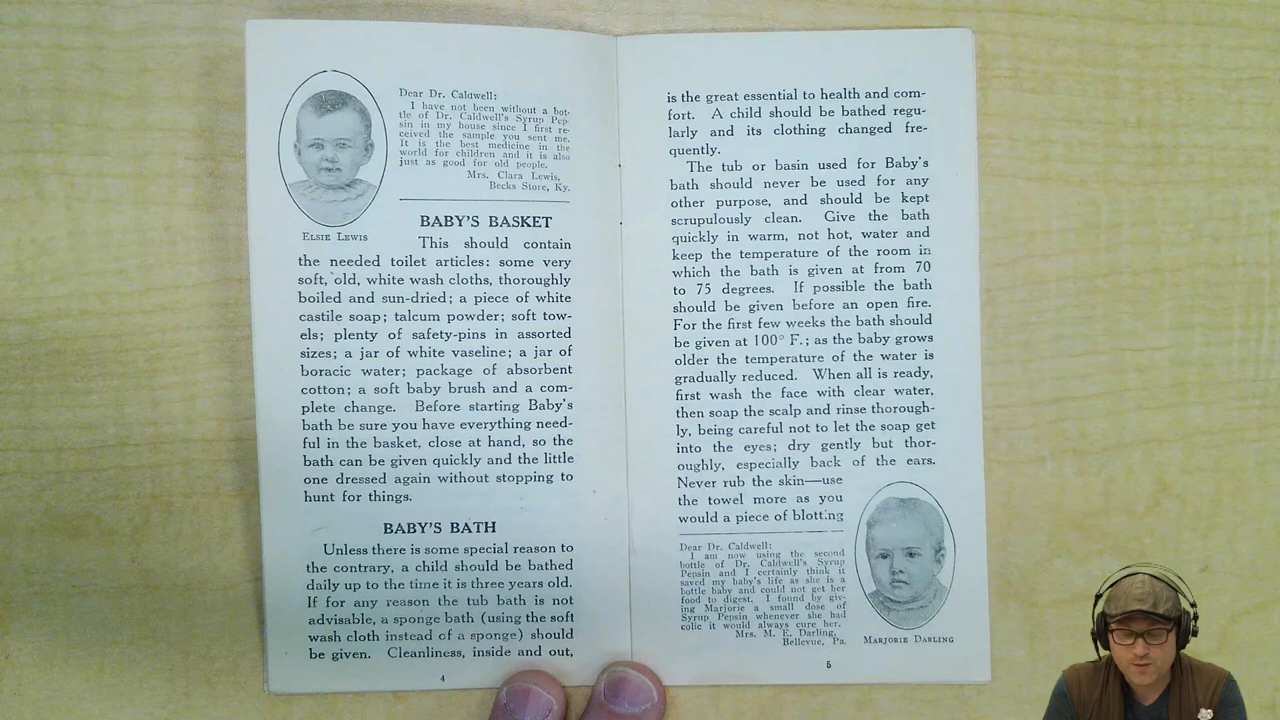 Dear Dr. Caldwell:
I have not been without a bot-
tle of Dr. Caldwell's Syrup Pep-
sin in my house since I first re-
ceived the sample you sent me.
It is the best medicine in the
world for children and it is also
just as good for old people.
Mrs. Clara Lewis,
Becks Store, Ky.
ELSIE LEWIS
BABY'S BASKET
This should contain
the needed toilet articles: some very
soft, old, white wash cloths, thoroughly
boiled and sun-dried; a piece of white
castile soap; talcum powder; soft tow-
els; plenty of safety-pins in assorted
sizes; a jar of white vaseline; a jar of
boracic water; package of absorbent
cotton; a soft baby brush and a com-
plete change. Before starting Baby's
bath be sure you have everything need-
ful in the basket, close at hand, so the
bath can be given quickly and the little
one dressed again without stopping to
hunt for things.
BABY'S BATH
Unless there is some special reason to
the contrary, a child should be bathed
daily up to the time it is three years old.
If for any reason the tub bath is not
advisable, a sponge bath (using the soft
wash cloth instead of a sponge) should
be given. Cleanliness, inside and out,
4
is the great essential to health and com-
fort. A child should be bathed regu-
larly and its clothing changed fre-
quently.
The tub or basin used for Baby's
bath should never be used for any
other purpose, and should be kept
scrupulously clean. Give the bath
quickly in warm, not hot, water and
keep the temperature of the room in
which the bath is given at from 70
to 75 degrees. If possible the bath
should be given before an open fire.
For the first few weeks the bath should
be given at 100° F.; as the baby grows
older the temperature of the water is
gradually reduced. When all is ready,
first wash the face with clear water,
then soap the scalp and rinse thorough-
ly, being careful not to let the soap get
into the eyes; dry gently but thor-
oughly, especially back of the ears.
Never rub the skin—use
the towel more as you
would a piece of blotting
Dear Dr. Caldwell:
I am now using the second
bottle of Dr. Caldwell's Syrup
Pepsin and I certainly think it
saved my baby's life as she is a
bottle baby and could not get her
food to digest. I found by giv-
ing Marjorie a small dose of
Syrup Pepsin whenever she had
colic it would always cure her.
Mrs. M. E. Darling,
Bellevue, Pa.
MARJORIE DARLING
5